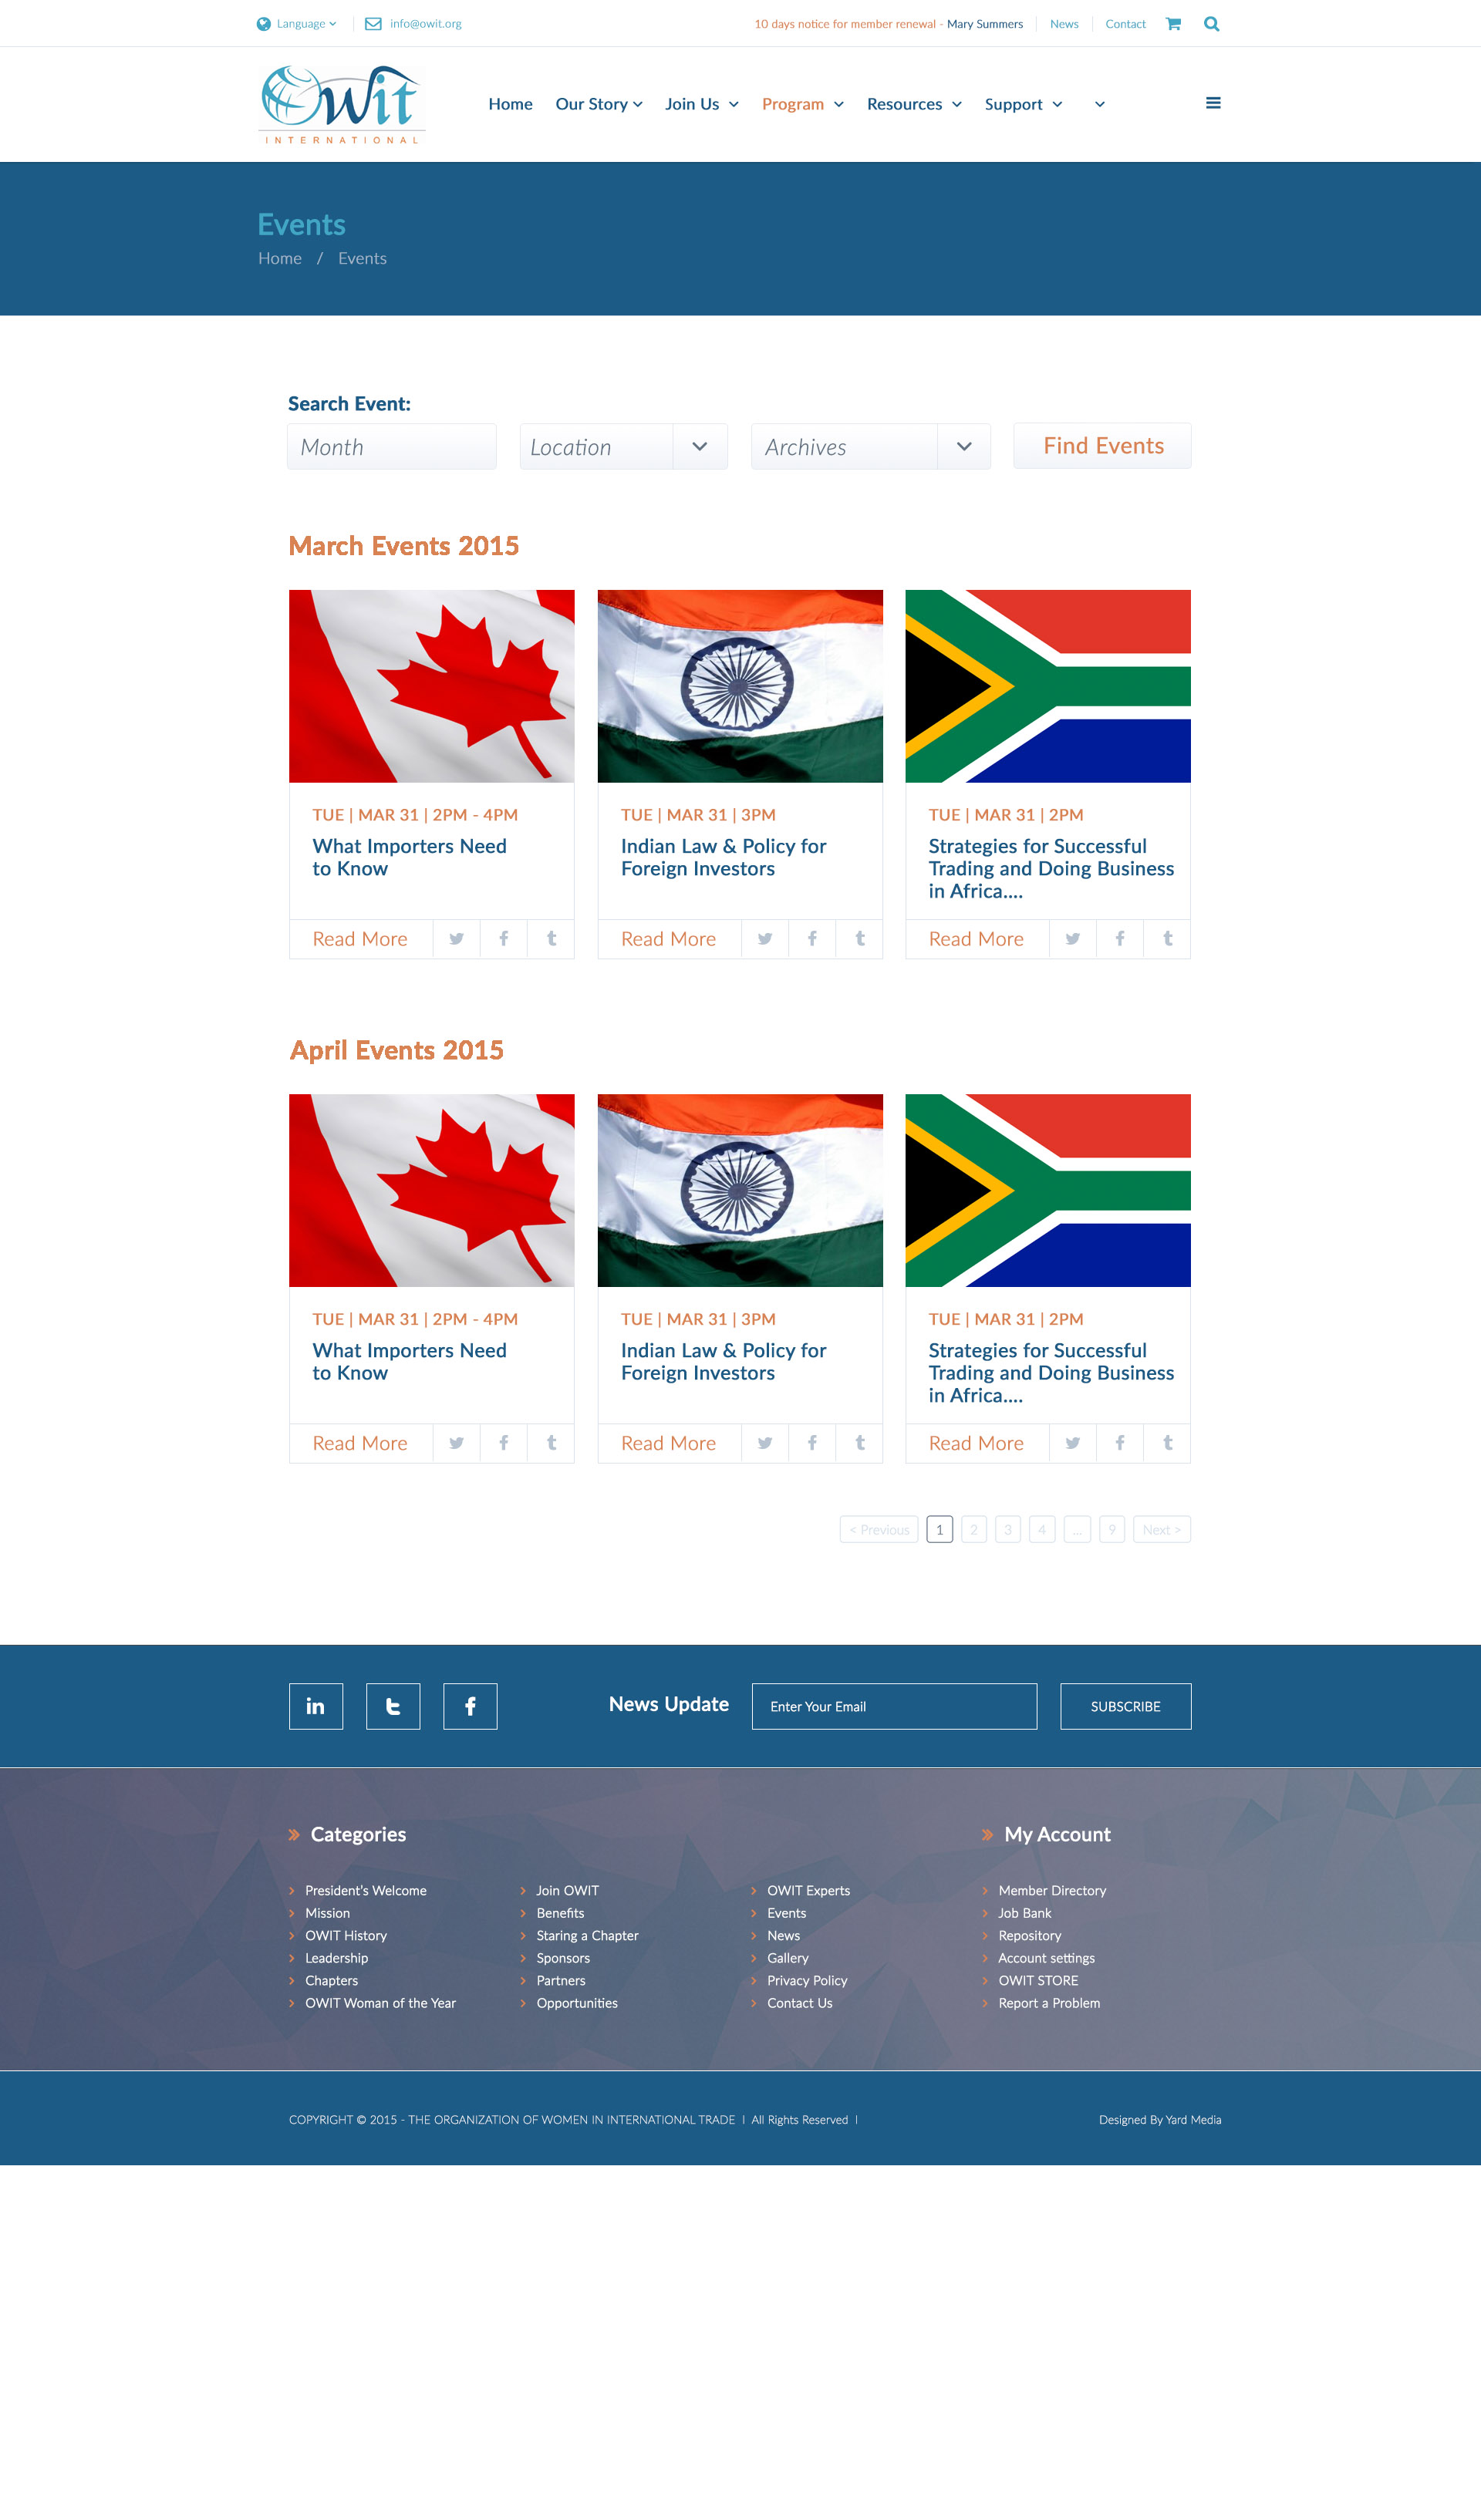 Language
info@owit.org
10 days notice for member renewal - Mary Summers
News
Contact
Owit
INTERNATIONAL
Home
Our Story
Join Us
Program
Resources
Support
Events
Home / Events
Search Event:
Month
Location
Archives
Find Events
March Events 2015
TUE | MAR 31 | 2PM - 4PM
What Importers Need
to Know
Read More
TUE | MAR 31 | 3PM
Indian Law & Policy for
Foreign Investors
Read More
TUE | MAR 31 | 2PM
Strategies for Successful
Trading and Doing Business
in Africa....
Read More
April Events 2015
TUE | MAR 31 | 2PM - 4PM
What Importers Need
to Know
Read More
TUE | MAR 31 | 3PM
Indian Law & Policy for
Foreign Investors
Read More
TUE | MAR 31 | 2PM
Strategies for Successful
Trading and Doing Business
in Africa....
Read More
< Previous 1 2 3 4 ... 9 Next >
News Update
Enter Your Email
SUBSCRIBE
Categories
President's Welcome
Mission
OWIT History
Leadership
Chapters
OWIT Woman of the Year
Join OWIT
Benefits
Staring a Chapter
Sponsors
Partners
Opportunities
OWIT Experts
Events
News
Gallery
Privacy Policy
Contact Us
My Account
Member Directory
Job Bank
Repository
Account settings
OWIT STORE
Report a Problem
COPYRIGHT © 2015 - THE ORGANIZATION OF WOMEN IN INTERNATIONAL TRADE | All Rights Reserved |
Designed By Yard Media